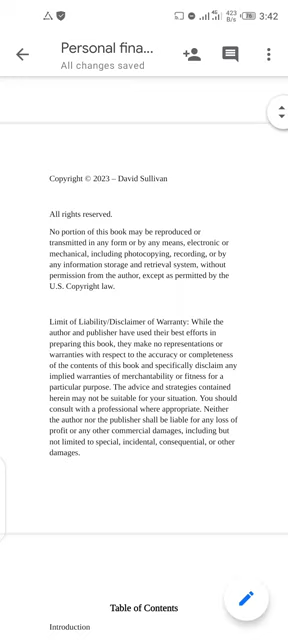 423
4G
B/s
78
3:42
Personal fina...
All changes saved
Copyright © 2023 – David Sullivan
All rights reserved.
No portion of this book may be reproduced or
transmitted in any form or by any means, electronic or
mechanical, including photocopying, recording, or by
any information storage and retrieval system, without
permission from the author, except as permitted by the
U.S. Copyright law.
Limit of Liability/Disclaimer of Warranty: While the
author and publisher have used their best efforts in
preparing this book, they make no representations or
warranties with respect to the accuracy or completeness
of the contents of this book and specifically disclaim any
implied warranties of merchantability or fitness for a
particular purpose. The advice and strategies contained
herein may not be suitable for your situation. You should
consult with a professional where appropriate. Neither
the author nor the publisher shall be liable for any loss of
profit or any other commercial damages, including but
not limited to special, incidental, consequential, or other
damages.
Table of Contents
Introduction